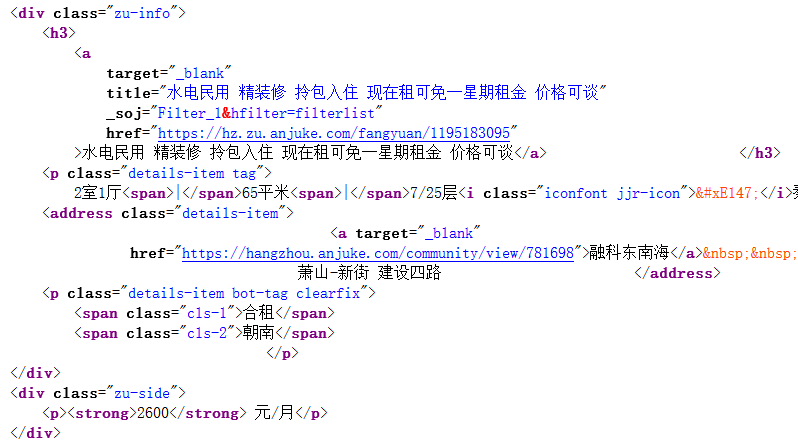 <div class="zu-info">
<h3>
<a
target="_blank"
title="水电民用 精装修 拎包入住 现在租可免一星期租金 价格可谈"
_soj="Filter_1&hfilter=filterlist"
href="https://hz.zu.anjuke.com/fangyuan/1195183095"
>水电民用 精装修 拎包入住 现在租可免一星期租金 价格可谈</a> </h3>
<p class="details-item tag">
2室1厅<span>|</span>65平米<span>|</span>7/25层<i class="iconfont jjr-icon">&#xE147;</i>
<address class="details-item">
<a target="_blank"
href="https://hangzhou.anjuke.com/community/view/781698">融科东南海</a>&nbsp;&nbsp;
萧山-新街 建设四路 </address>
<p class="details-item bot-tag clearfix">
<span class="cls-1">合租</span>
<span class="cls-2">朝南</span>
</p>
</div>
<div class="zu-side">
<p><strong>2600</strong> 元/月</p>
</div>